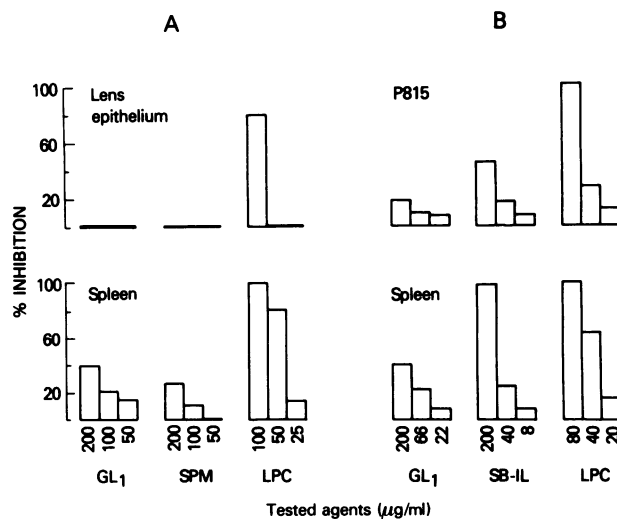 A
B
100
60
20
Lens
epithelium
P815
% INHIBITION
100
60
20
Spleen
Spleen
200 100 50 200 100 50 100 50 25 200 66 22 200 40 8 80 40 20
GL1 SPM LPC GL1 SB-IL LPC
Tested agents (µg/ml)